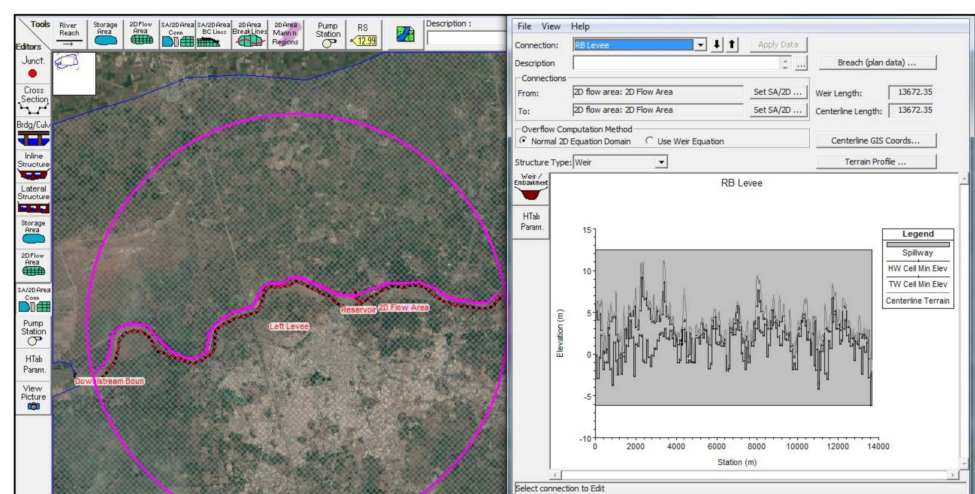 Tools
Editors
River
Reach
Storage
Area
2D Flow
Area
SA/2D Area
Conn
SA/2D Area
BC Lines
2D Area
BreakLines
2D Area
Mann n
Regions
Pump
Station
RS
12.99
Description :
Junct.
Cross
Section
Brdg/Culv
Inline
Structure
Lateral
Structure
Storage
Area
2D Flow
Area
SA/2D Area
Conn
Pump
Station
HTab
Param.
View
Picture
Reservoir
2D Flow Area
Left Levee
Downstream Boun
File View Help
Connection: RB Levee
Apply Data
Description
...
Breach (plan data) ...
Connections
From: 2D flow area: 2D Flow Area
Set SA/2D ...
Weir Length: 13672.35
To: 2D flow area: 2D Flow Area
Set SA/2D ...
Centerline Length: 13672.35
Overflow Computation Method
Normal 2D Equation Domain
Use Weir Equation
Centerline GIS Coords...
Structure Type: Weir
Terrain Profile ...
Weir /
Embankment
HTab
Param.
RB Levee
15
10
5
0
-5
-10
Elevation (m)
0 2000 4000 6000 8000 10000 12000 14000
Station (m)
Legend
Spillway
HW Cell Min Elev
TW Cell Min Elev
Centerline Terrain
Select connection to Edit